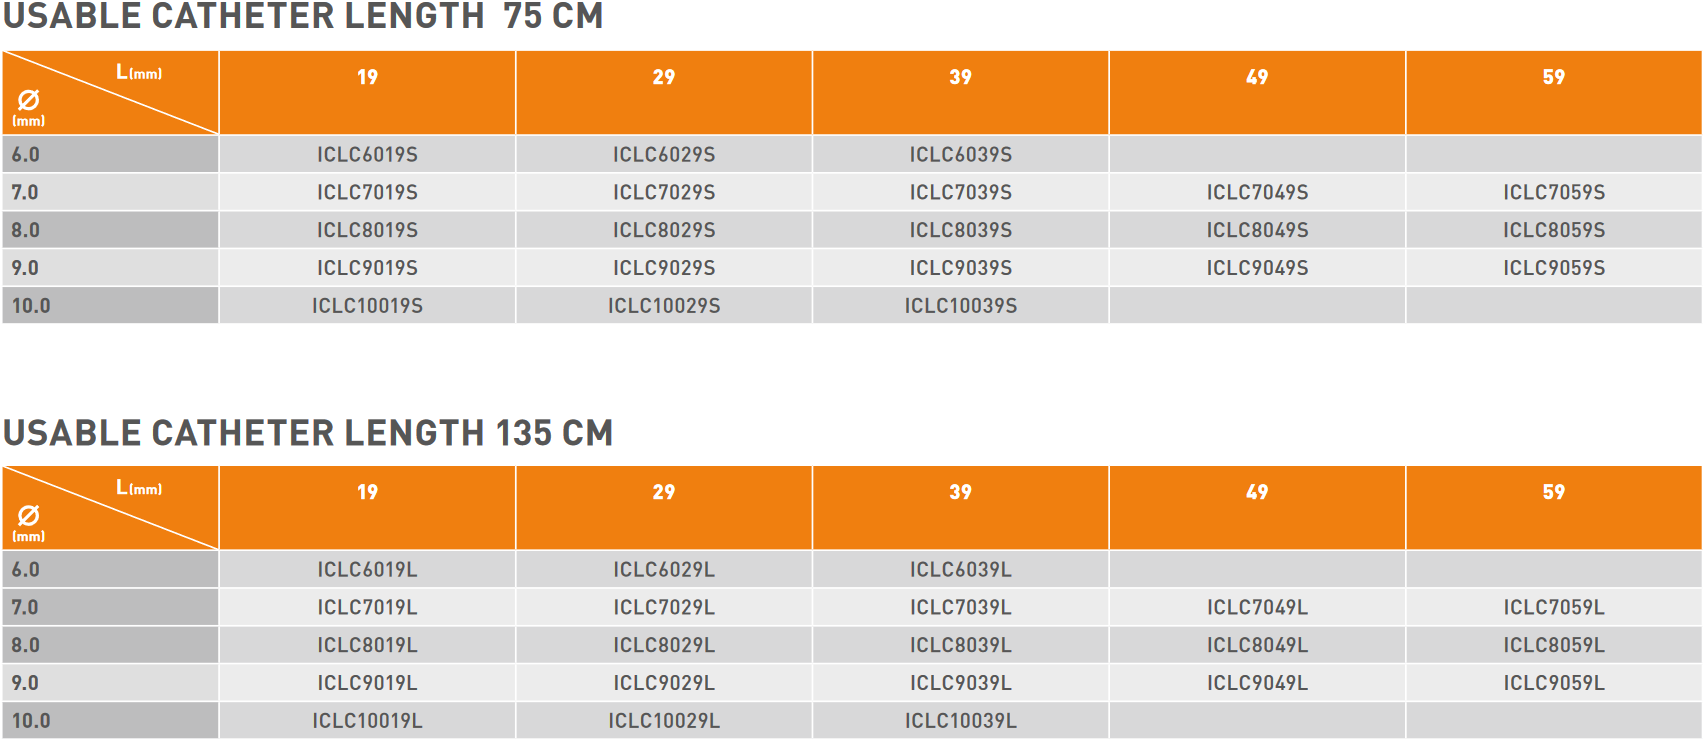 USABLE CATHETER LENGTH 75 CM
L(mm) 19 29 39 49 59
Ø
(mm)
6.0 ICLC6019S ICLC6029S ICLC6039S
7.0 ICLC7019S ICLC7029S ICLC7039S ICLC7049S ICLC7059S
8.0 ICLC8019S ICLC8029S ICLC8039S ICLC8049S ICLC8059S
9.0 ICLC9019S ICLC9029S ICLC9039S ICLC9049S ICLC9059S
10.0 ICLC10019S ICLC10029S ICLC10039S
USABLE CATHETER LENGTH 135 CM
L(mm) 19 29 39 49 59
Ø
(mm)
6.0 ICLC6019L ICLC6029L ICLC6039L
7.0 ICLC7019L ICLC7029L ICLC7039L ICLC7049L ICLC7059L
8.0 ICLC8019L ICLC8029L ICLC8039L ICLC8049L ICLC8059L
9.0 ICLC9019L ICLC9029L ICLC9039L ICLC9049L ICLC9059L
10.0 ICLC10019L ICLC10029L ICLC10039L